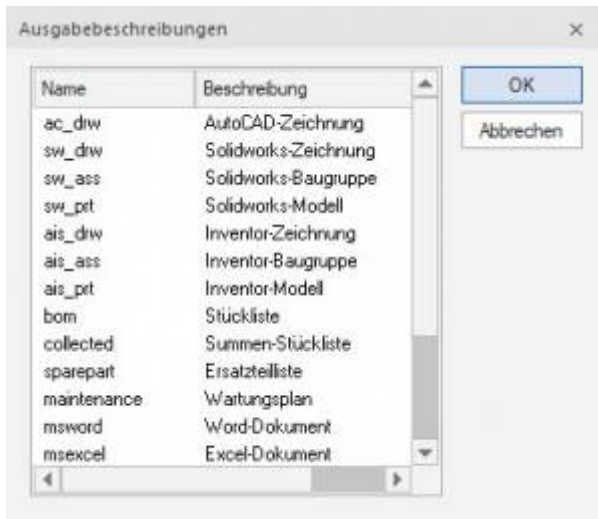 Ausgabebeschreibungen
Name Beschreibung
OK
Abbrechen
ac_drw AutoCAD-Zeichnung
sw_drw Solidworks-Zeichnung
sw_ass Solidworks-Baugruppe
sw_prt Solidworks-Modell
ais_drw Inventor-Zeichnung
ais_ass Inventor-Baugruppe
ais_prt Inventor-Modell
bom Stückliste
collected Summen-Stückliste
sparepart Ersatzteilliste
maintenance Wartungsplan
msword Word-Dokument
msexcel Excel-Dokument